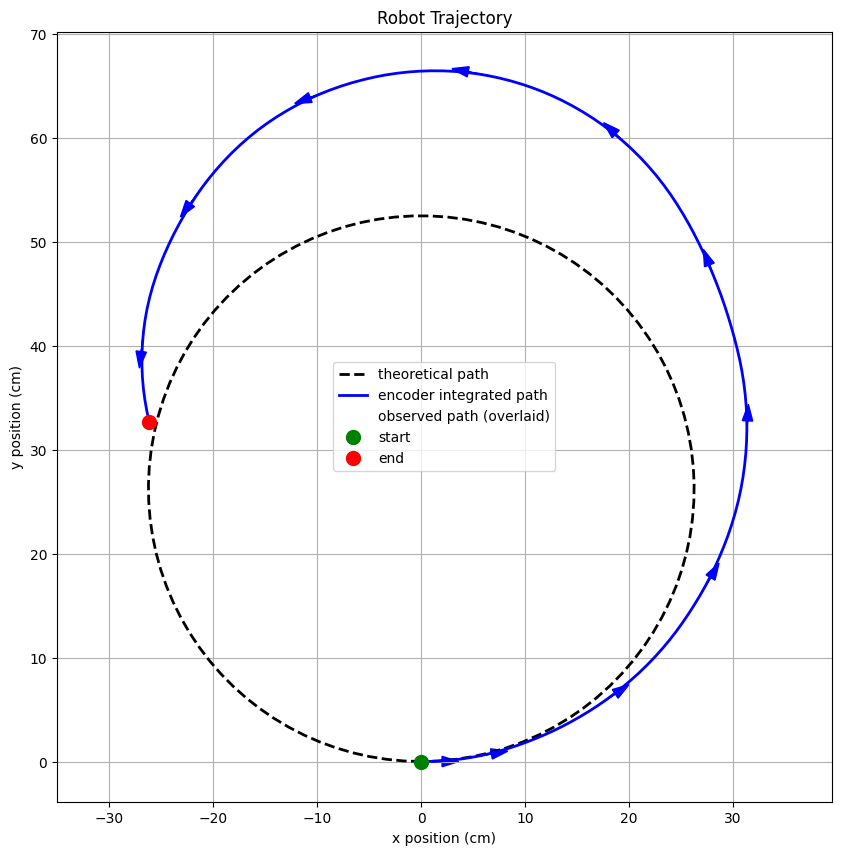 Robot Trajectory
70
60
50
40
30
20
10
0
y position (cm)
theoretical path
encoder integrated path
observed path (overlaid)
start
end
−30
−20
−10
0
10
20
30
x position (cm)